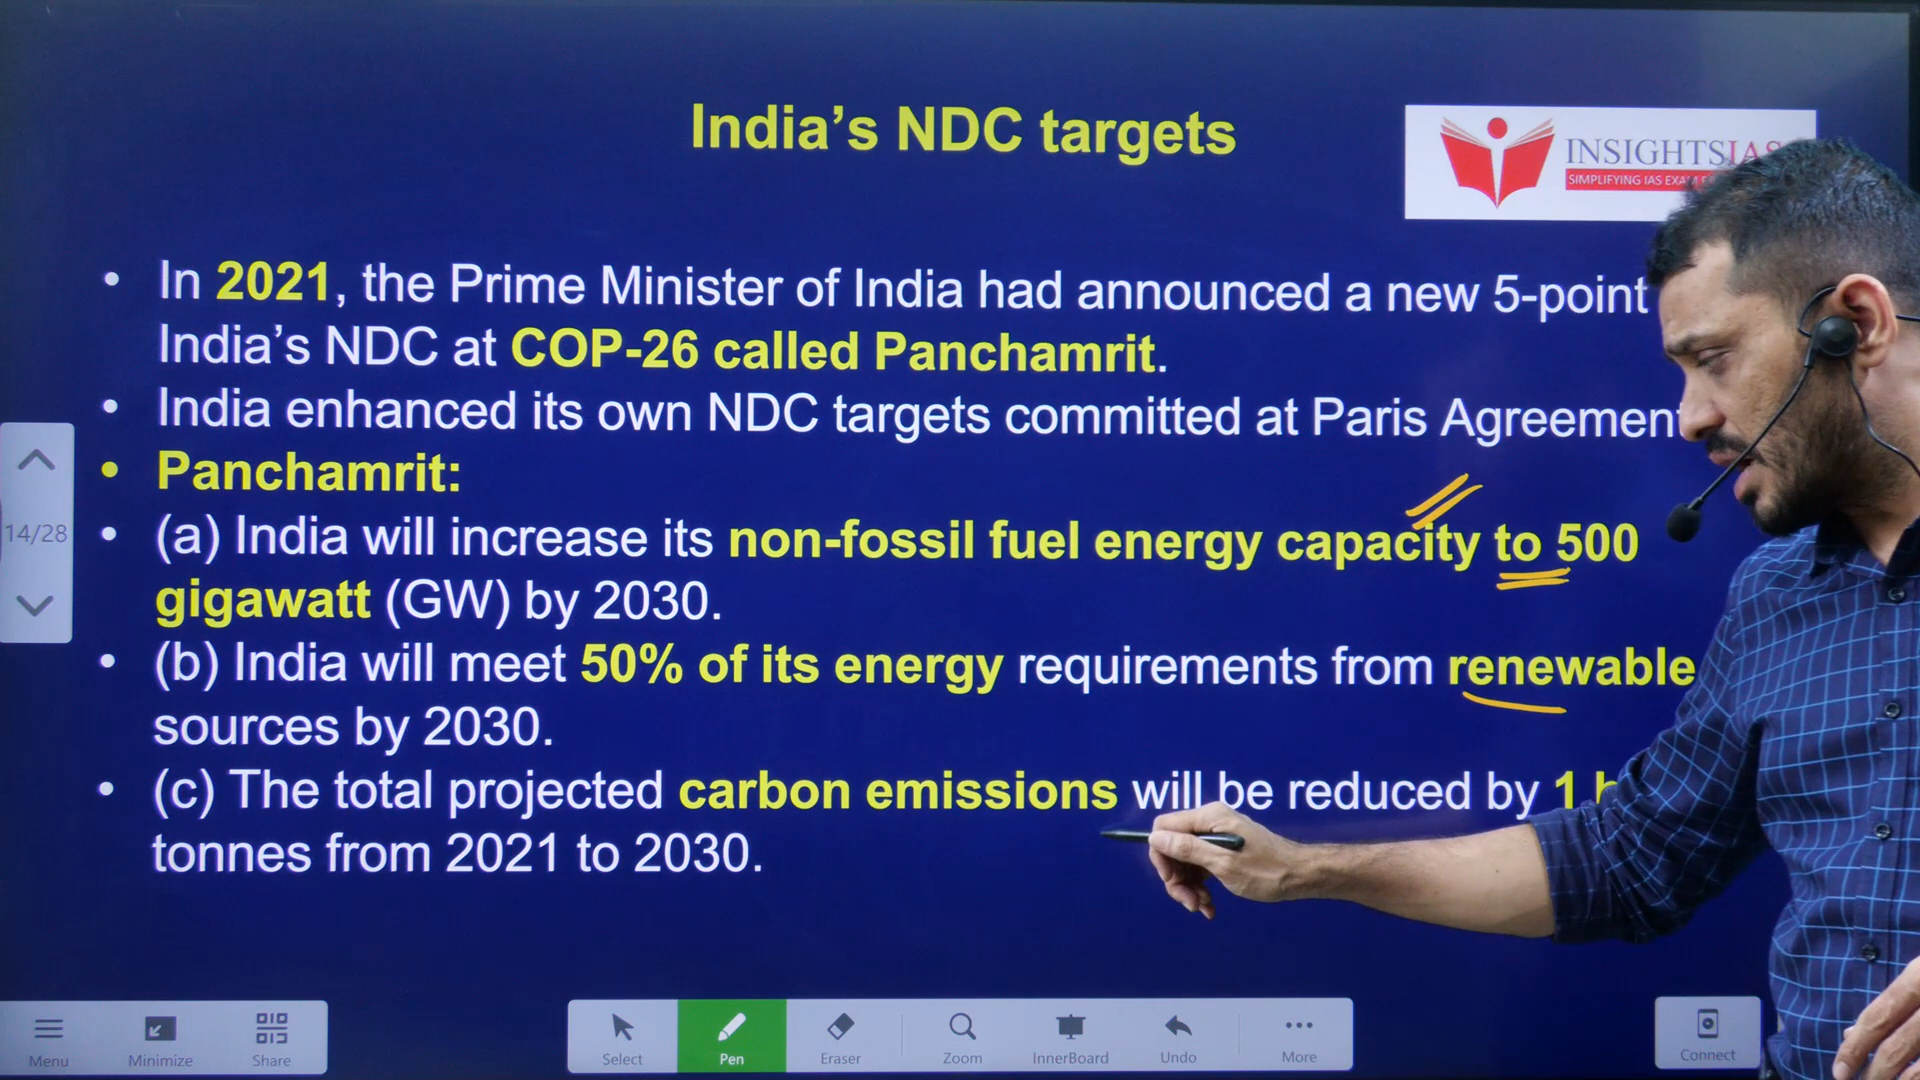 India's NDC targets
INSIGHTSIAS
SIMPLIFYING IAS EXAM
• In 2021, the Prime Minister of India had announced a new 5-point
India's NDC at COP-26 called Panchamrit.
• India enhanced its own NDC targets committed at Paris Agreement
• Panchamrit:
• (a) India will increase its non-fossil fuel energy capacity to 500
gigawatt (GW) by 2030.
• (b) India will meet 50% of its energy requirements from renewable
sources by 2030.
• (c) The total projected carbon emissions will be reduced by 1
tonnes from 2021 to 2030.
14/28
Menu Minimize Share Select Pen Eraser Zoom InnerBoard Undo More Connect